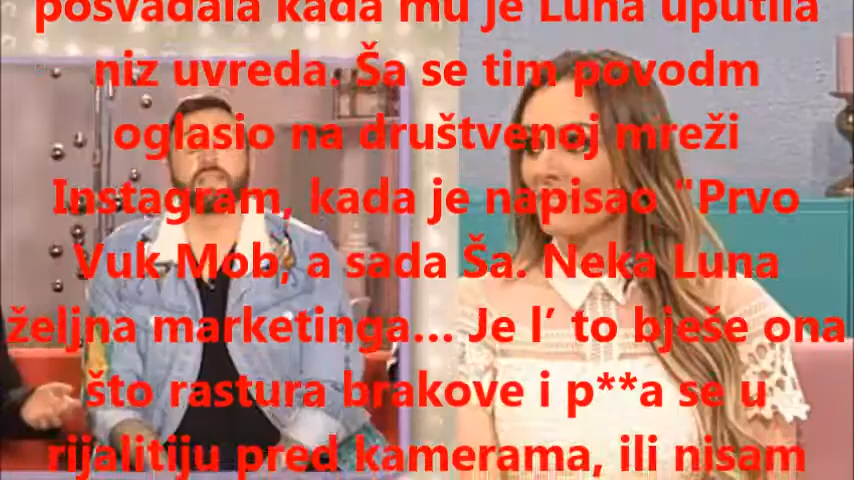 posvađala kada mu je Luna uputila
niz uvreda. Ša se tim povodm
oglasio na društvenoj mreži
Instagram, kada je napisao "Prvo
Vuk Mob, a sada Ša. Neka Luna
željna marketinga... Je l’ to bješe ona
što rastura brakove i p**a se u
rijalitiju pred kamerama, ili nisam